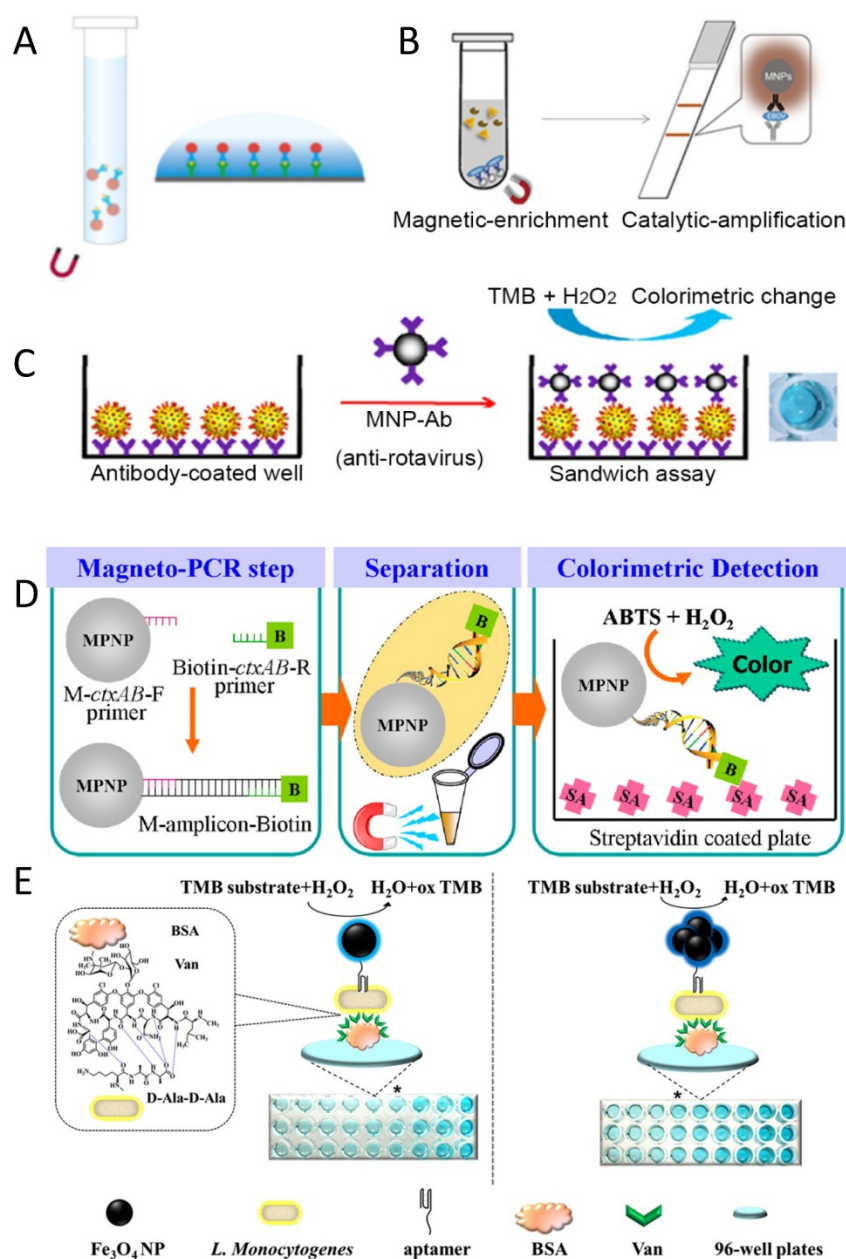 A
B
MNPs
EBOV
Magnetic-enrichment
Catalytic-amplification
TMB + H₂O₂ Colorimetric change
C
MNP-Ab
(anti-rotavirus)
Antibody-coated well
Sandwich assay
D
Magneto-PCR step
Separation
Colorimetric Detection
MPNP
B
M-ctxAB-F
primer
Biotin-ctxAB-R
primer
MPNP
B
M-amplicon-Biotin
B
MPNP
ABTS + H₂O₂
Color
MPNP
B
SA
SA
SA
SA
SA
Streptavidin coated plate
E
TMB substrate+H₂O₂ H₂O+ox TMB
TMB substrate+H₂O₂ H₂O+ox TMB
BSA
Van
D-Ala-D-Ala
*
*
Fe₃O₄ NP
L. Monocytogenes
aptamer
BSA
Van
96-well plates